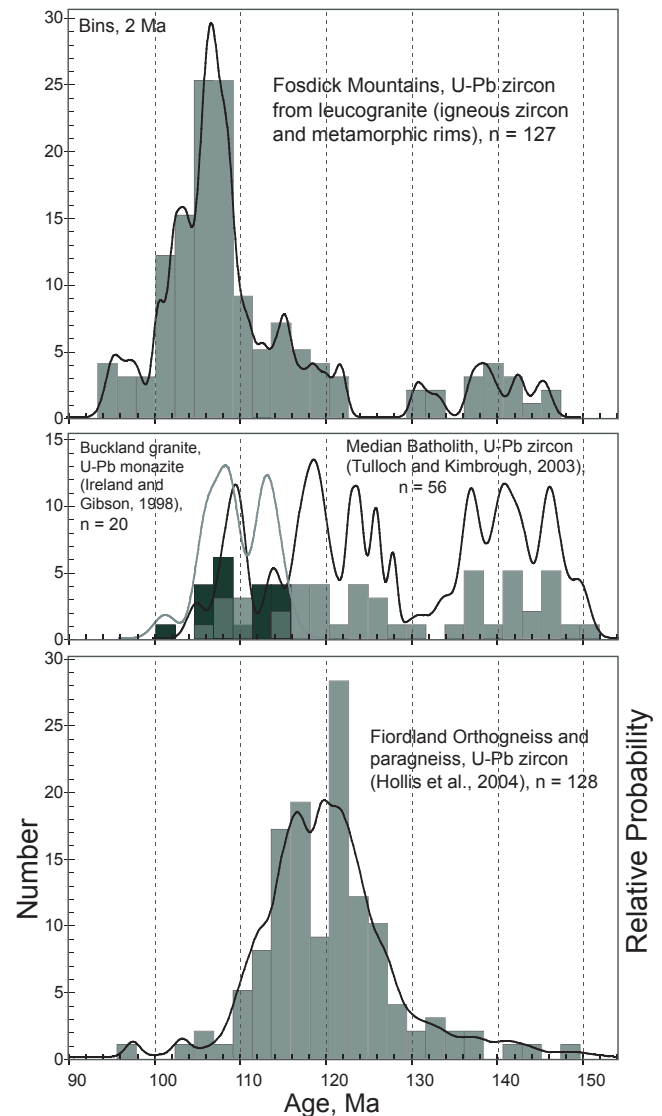 30
Bins, 2 Ma
25
20
15
10
5
0
Fosdick Mountains, U-Pb zircon
from leucogranite (igneous zircon
and metamorphic rims), n = 127
15
10
5
0
Buckland granite,
U-Pb monazite
(Ireland and
Gibson, 1998),
n = 20
Median Batholith, U-Pb zircon
(Tulloch and Kimbrough, 2003),
n = 56
30
25
20
15
10
5
0
Fiordland Orthogneiss and
paragneiss, U-Pb zircon
(Hollis et al., 2004), n = 128
Number
Relative Probability
90 100 110 120 130 140 150
Age, Ma